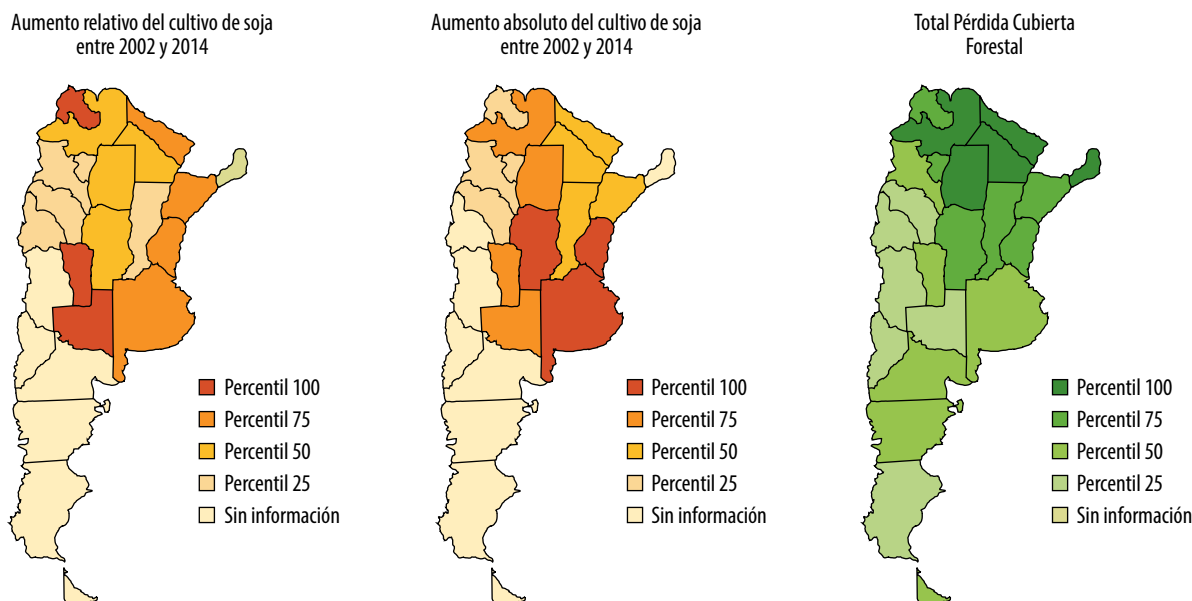 Aumento relativo del cultivo de soja
entre 2002 y 2014
Percentil 100
Percentil 75
Percentil 50
Percentil 25
Sin información
Aumento absoluto del cultivo de soja
entre 2002 y 2014
Percentil 100
Percentil 75
Percentil 50
Percentil 25
Sin información
Total Pérdida Cubierta
Forestal
Percentil 100
Percentil 75
Percentil 50
Percentil 25
Sin información